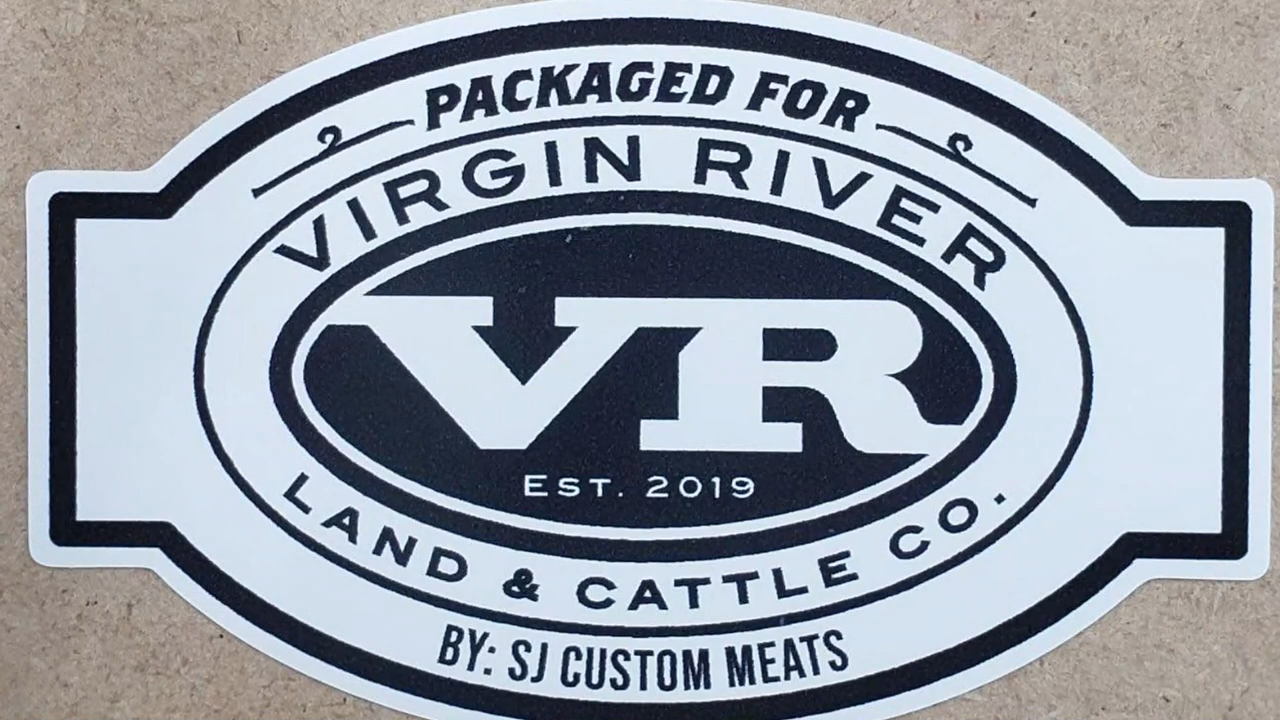 PACKAGED FOR
VIRGIN RIVER
VR
EST. 2019
LAND & CATTLE CO.
BY: SJ CUSTOM MEATS